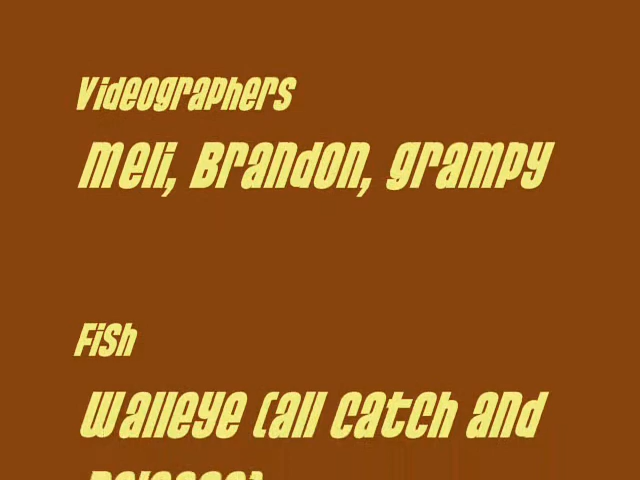 Videographers
Meli, Brandon, grampy
Fish
Walleye (all catch and